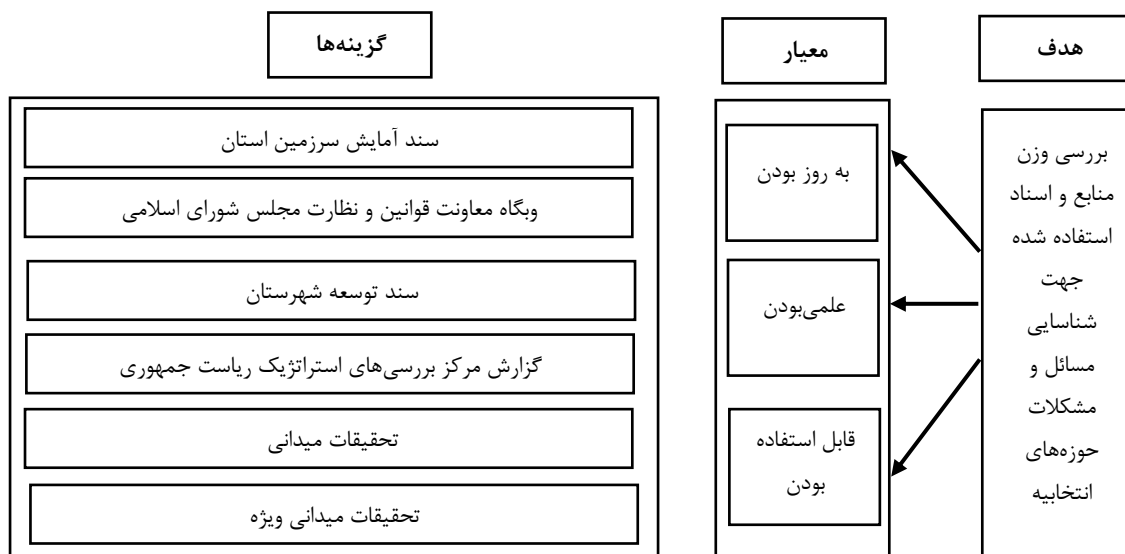 هدف
معیار
گزینه‌ها
بررسی وزن
منابع و اسناد
استفاده شده
جهت
شناسایی
مسائل و
مشکلات
حوزه‌های
انتخابیه
به روز بودن
علمی‌بودن
قابل استفاده
بودن
سند آمایش سرزمین استان
وبگاه معاونت قوانین و نظارت مجلس شورای اسلامی
سند توسعه شهرستان
گزارش مرکز بررسی‌های استراتژیک ریاست جمهوری
تحقیقات میدانی
تحقیقات میدانی ویژه